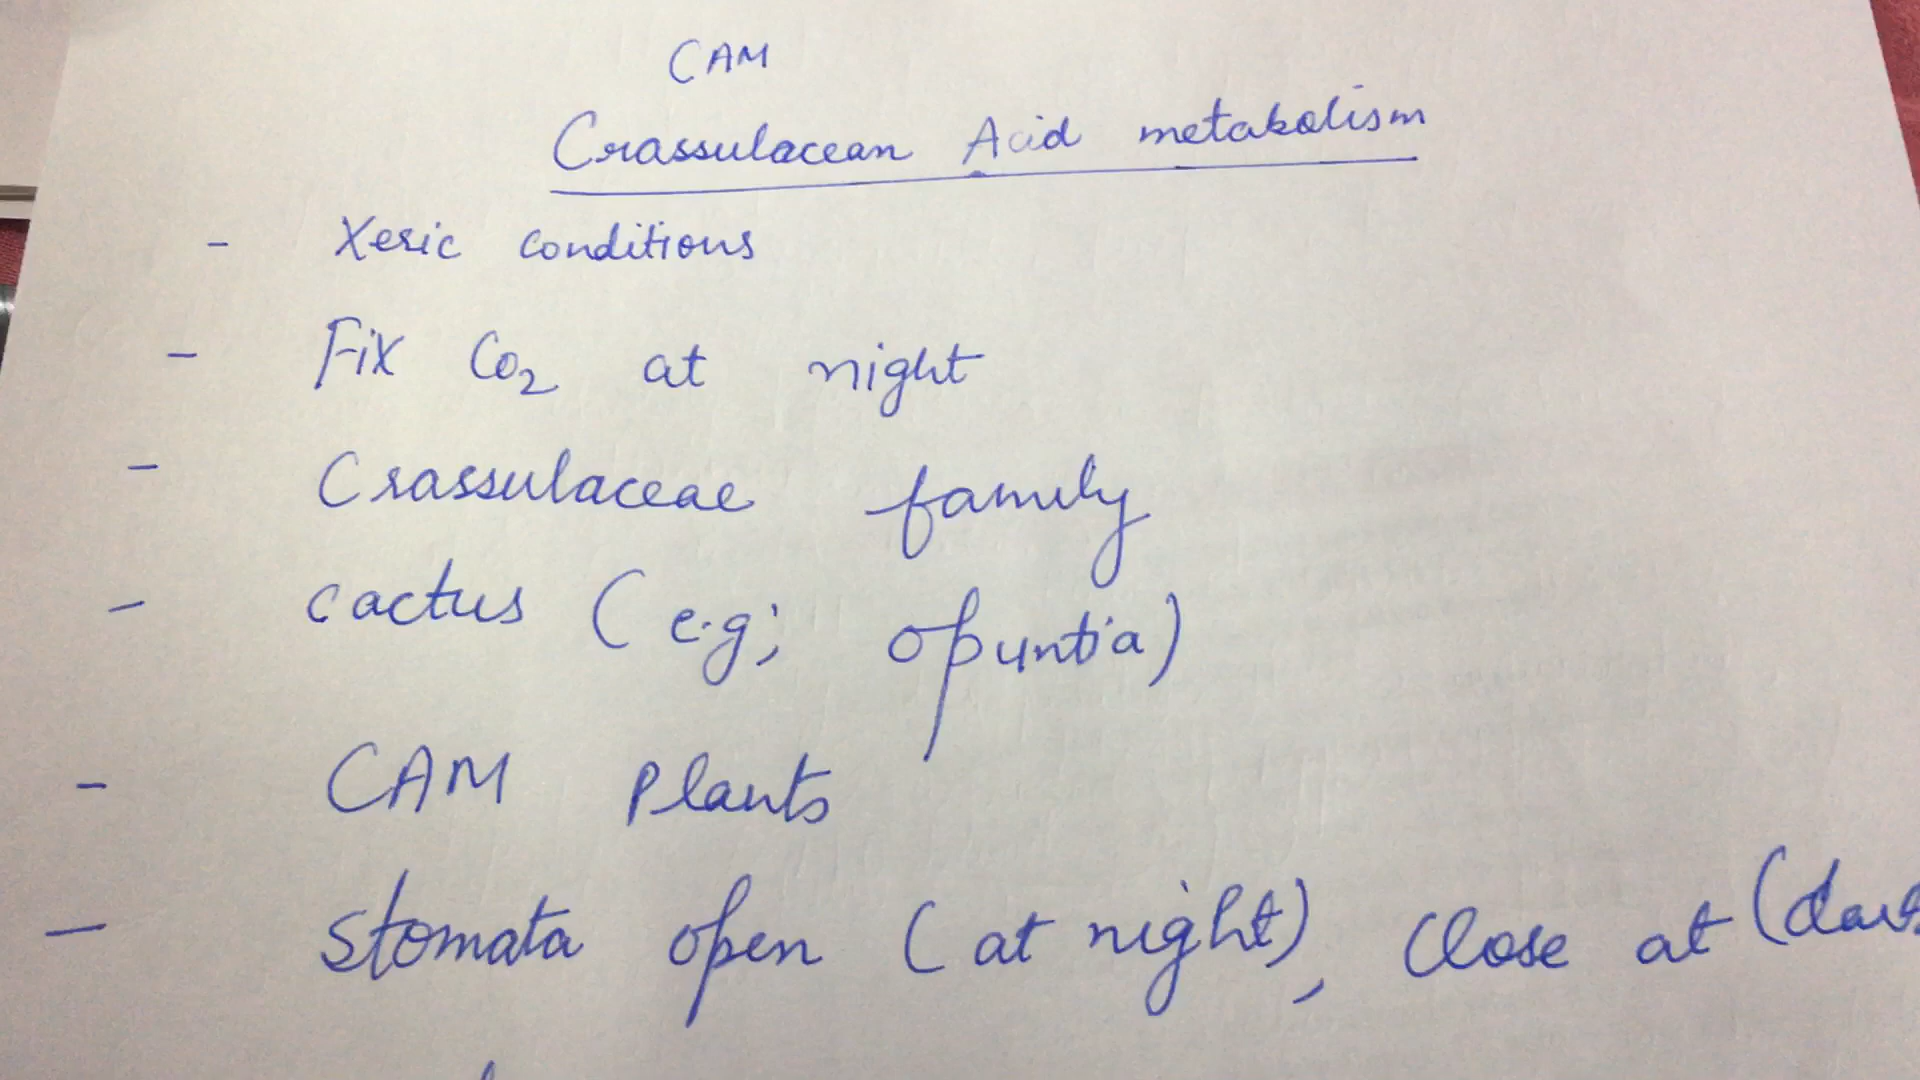 CAM
Crassulacean Acid metabolism
- Xeric conditions
- Fix Co₂ at night
- Crassulaceae family
- cactus (e.g; opuntia)
- CAM Plants
- stomata open (at night), Close at